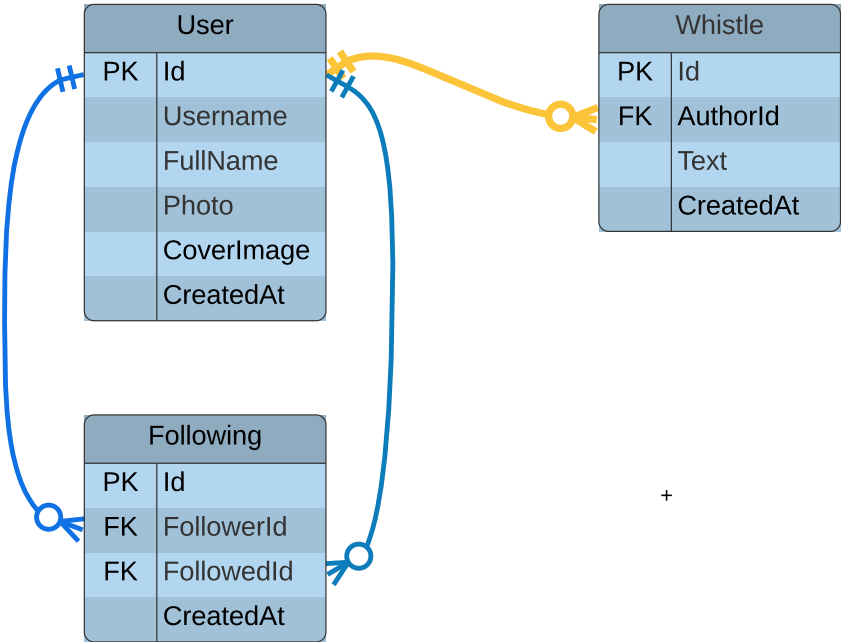 User
PK Id
Username
FullName
Photo
CoverImage
CreatedAt
Whistle
PK Id
FK AuthorId
Text
CreatedAt
Following
PK Id
FK FollowerId
FK FollowedId
CreatedAt
+